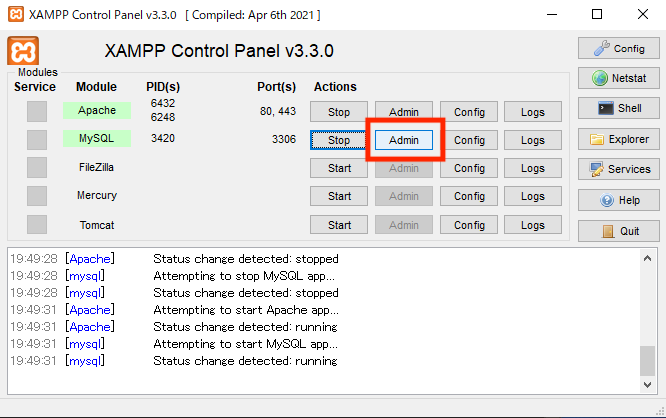 XAMPP Control Panel v3.3.0 [ Compiled: Apr 6th 2021 ]
XAMPP Control Panel v3.3.0
Config
Modules
Service Module PID(s) Port(s) Actions
Netstat
Apache 6432 6248 80, 443 Stop Admin Config Logs
Shell
MySQL 3420 3306 Stop Admin Config Logs
Explorer
FileZilla Start Admin Config Logs
Services
Mercury Start Admin Config Logs
Help
Tomcat Start Admin Config Logs
Quit
19:49:28 [Apache] Status change detected: stopped
19:49:28 [mysql] Attempting to stop MySQL app...
19:49:28 [mysql] Status change detected: stopped
19:49:31 [Apache] Attempting to start Apache app...
19:49:31 [Apache] Status change detected: running
19:49:31 [mysql] Attempting to start MySQL app...
19:49:31 [mysql] Status change detected: running